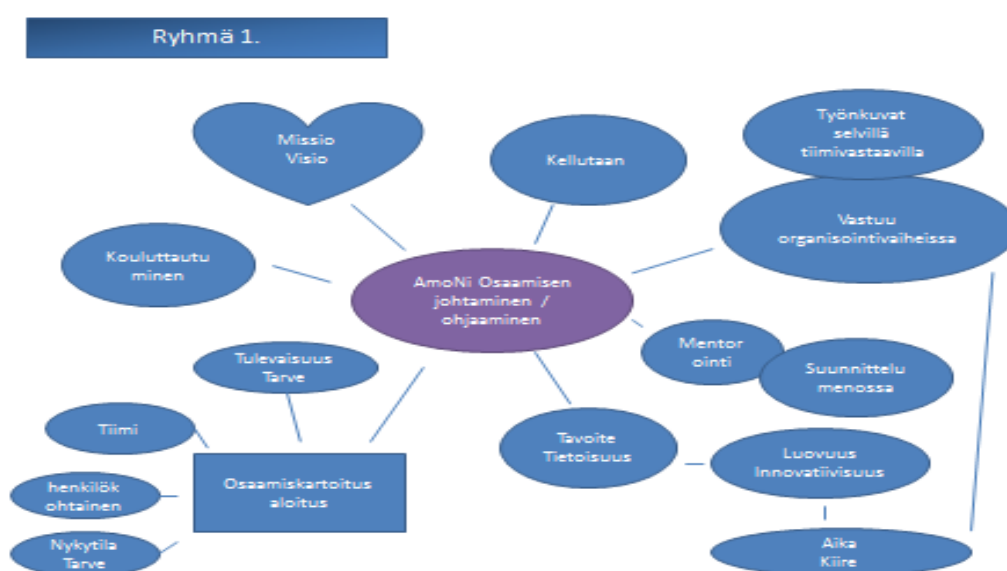 Ryhmä 1.
Missio
Visio
Kellutaan
Työnkuvat
selvillä
tiimivastaavilla
Vastuu
organisointivaiheissa
Kouluttautu
minen
AmoNi Osaamisen
johtaminen /
ohjaaminen
Mentor
ointi
Suunnittelu
menossa
Tulevaisuus
Tarve
Tiimi
Tavoite
Tietoisuus
Luovuus
Innovatiivisuus
Osaamiskartoitus
aloitus
henkilök
ohtainen
Nykytila
Tarve
Aika
Kiire